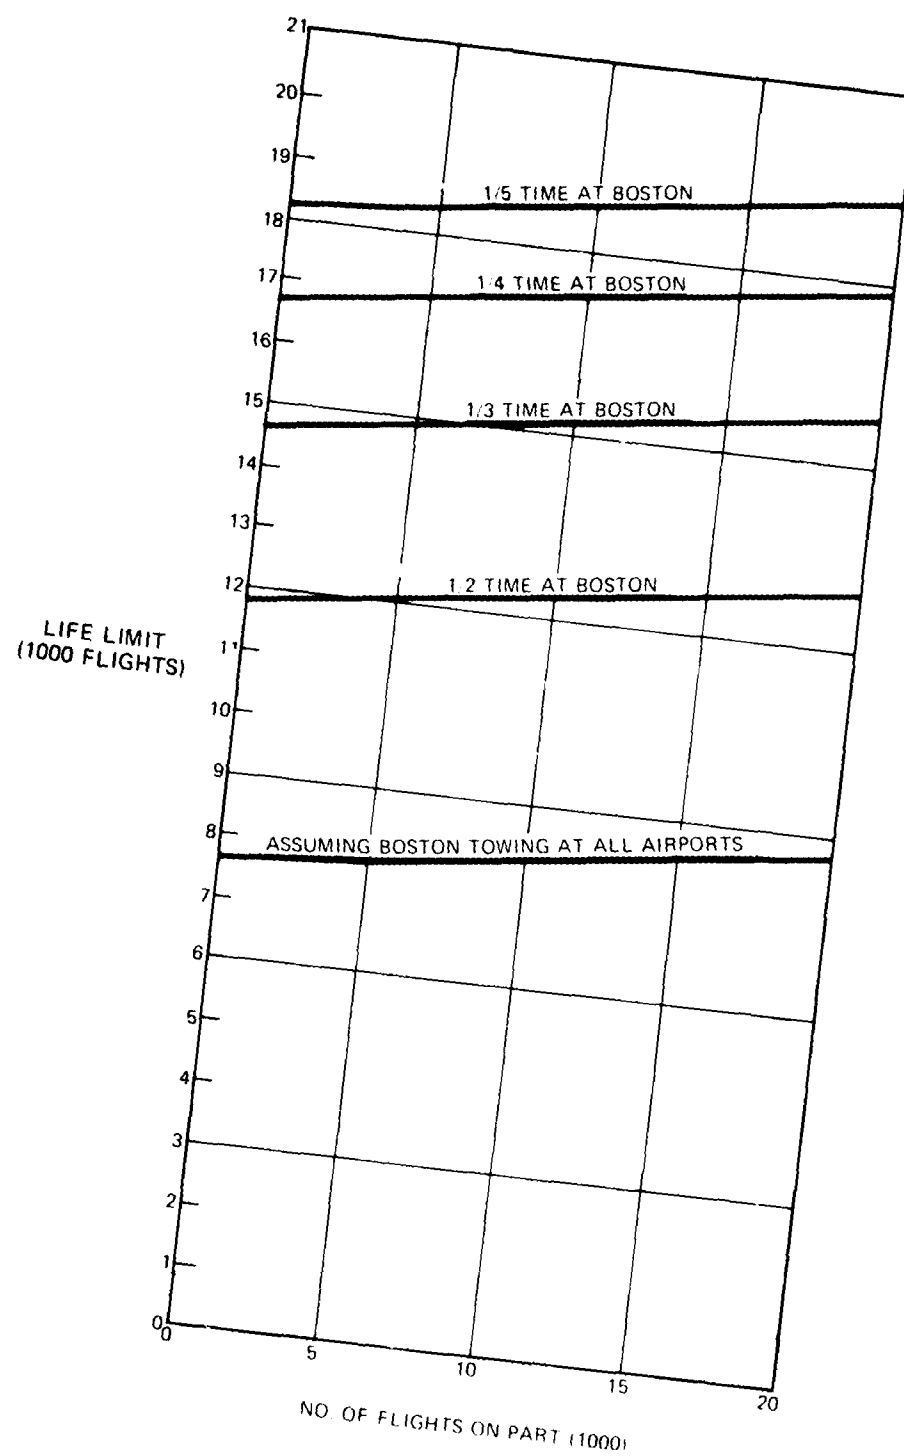 21
20
19
1/5 TIME AT BOSTON
18
17
1/4 TIME AT BOSTON
16
15
1/3 TIME AT BOSTON
14
13
12
1 2 TIME AT BOSTON
LIFE LIMIT
(1000 FLIGHTS)
11
10
9
8
ASSUMING BOSTON TOWING AT ALL AIRPORTS
7
6
5
4
3
2
1
0
0 5 10 15 20
NO. OF FLIGHTS ON PART (1000)